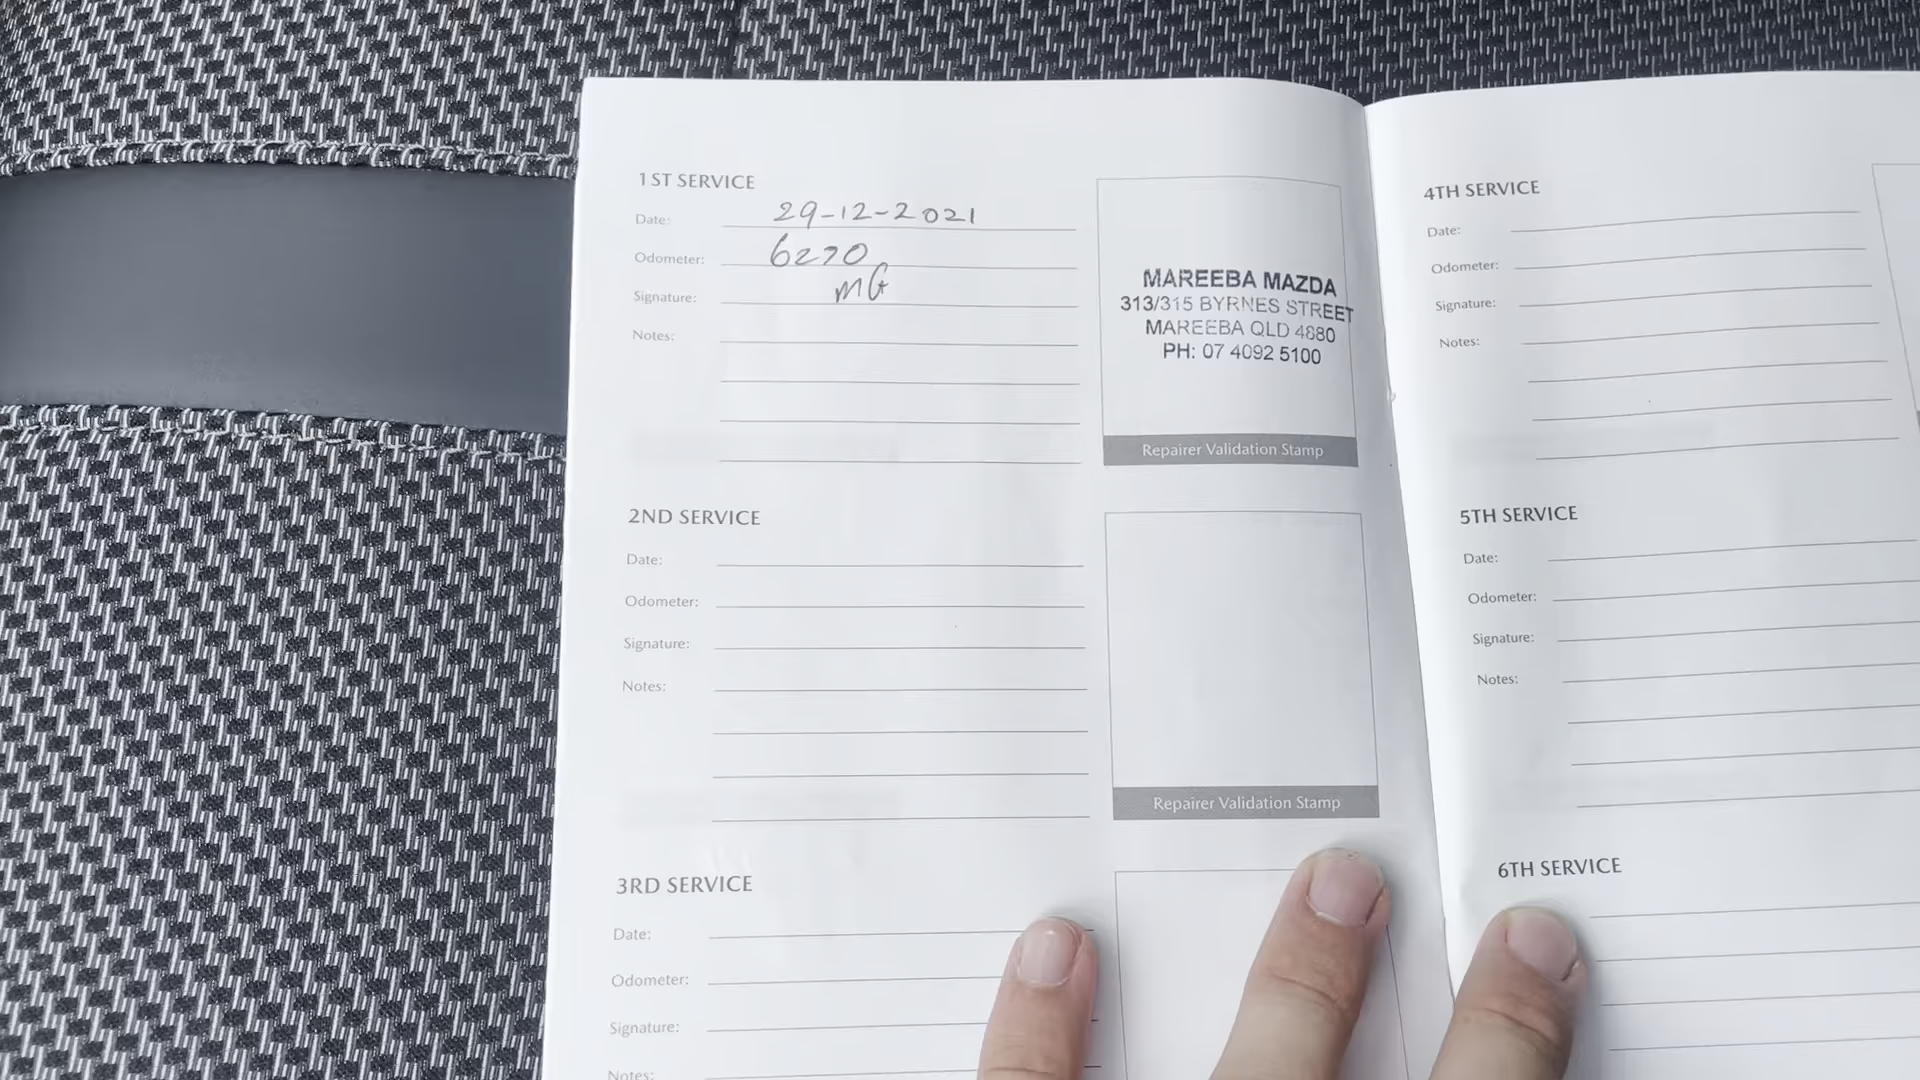 1ST SERVICE
Date: 29-12-2021
Odometer: 6270
Signature: MG
Notes:
MAREEBA MAZDA
313/315 BYRNES STREET
MAREEBA QLD 4880
PH: 07 4092 5100
Repairer Validation Stamp
2ND SERVICE
Date:
Odometer:
Signature:
Notes:
Repairer Validation Stamp
3RD SERVICE
Date:
Odometer:
Signature:
Notes:
4TH SERVICE
Date:
Odometer:
Signature:
Notes:
5TH SERVICE
Date:
Odometer:
Signature:
Notes:
6TH SERVICE